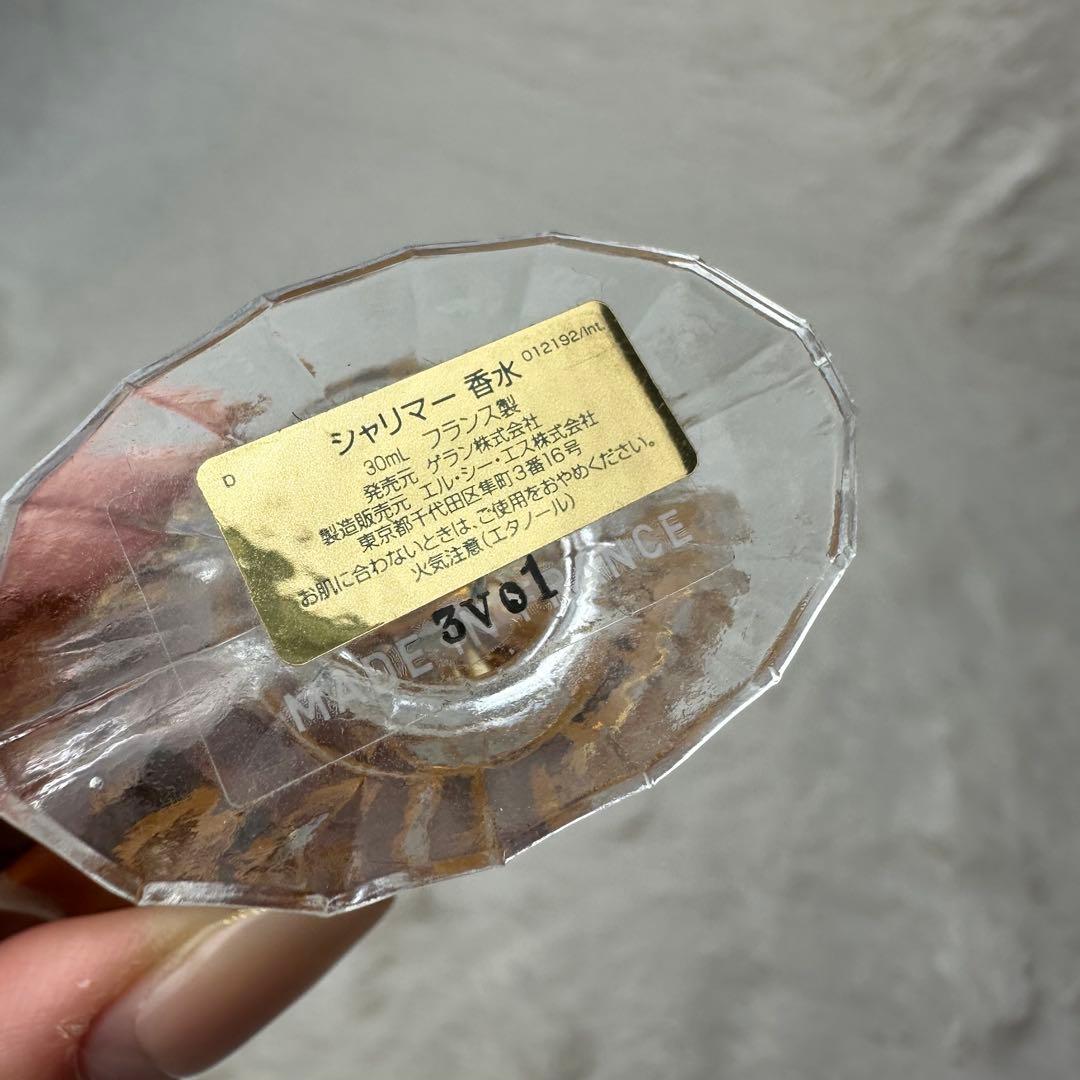 シャリマー 香水 012192/Int.
D 30mL フランス製
発売元 ゲラン株式会社
製造販売元 エル・シー・エス株式会社
東京都千代田区隼町3番16号
お肌に合わないときは、ご使用をおやめください。
火気注意(エタノール)
3V01
MADE IN FRANCE